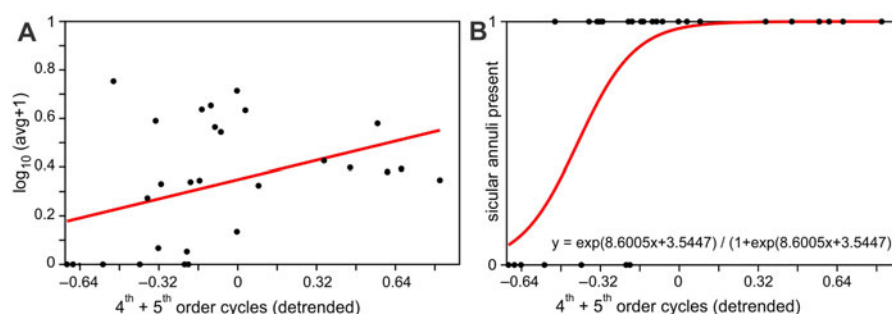 A
log10 (avg+1)
1
0.8
0.6
0.4
0.2
0
−0.64 −0.32 0 0.32 0.64
4th + 5th order cycles (detrended)
B
sicular annuli present
1
0
y = exp(8.6005x+3.5447) / (1+exp(8.6005x+3.5447)
−0.64 −0.32 0 0.32 0.64
4th + 5th order cycles (detrended)